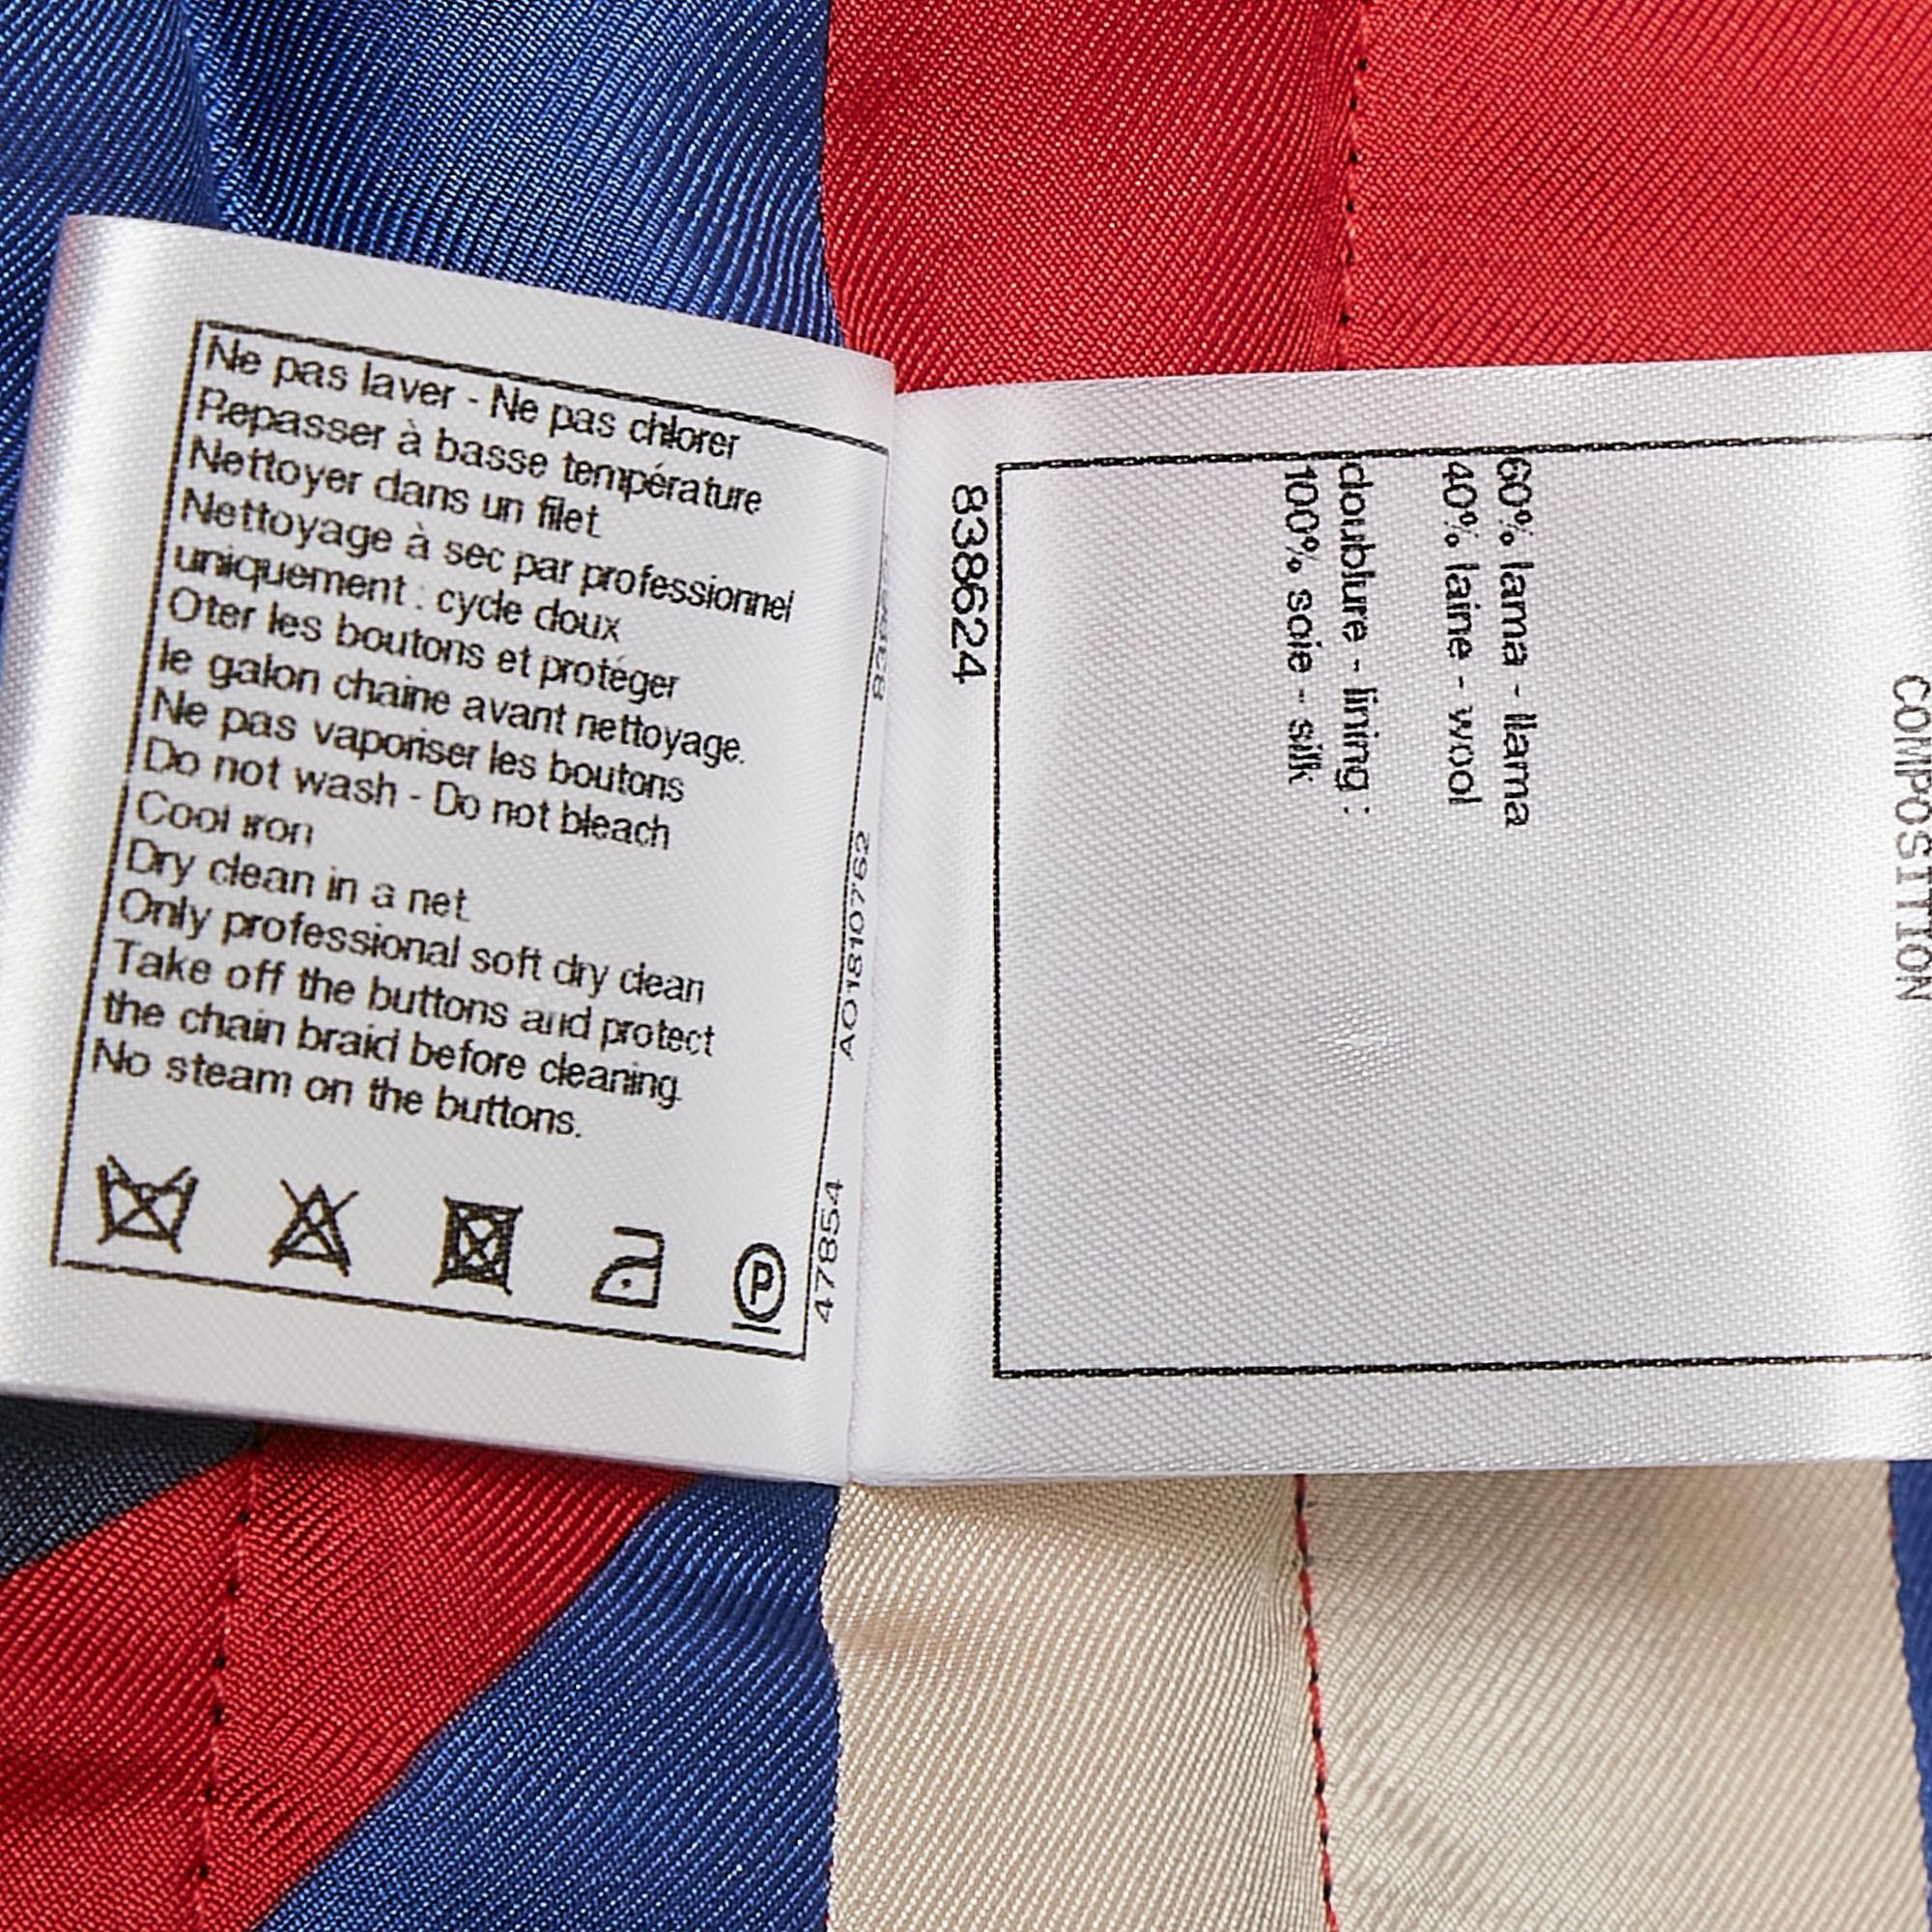 Ne pas laver - Ne pas chlorer
Repasser à basse température
Nettoyer dans un filet.
Nettoyage à sec par professionnel
uniquement : cycle doux
Oter les boutons et protéger
le galon chaine avant nettoyage.
Ne pas vaporiser les boutons
Do not wash - Do not bleach
Cool iron
Dry clean in a net.
Only professional soft dry clean
Take off the buttons and protect
the chain braid before cleaning.
No steam on the buttons.
P
47854
AO1810762
838624
COMPOSITION
60% lama - llama
40% laine - wool
doublure - lining :
100% soie - silk